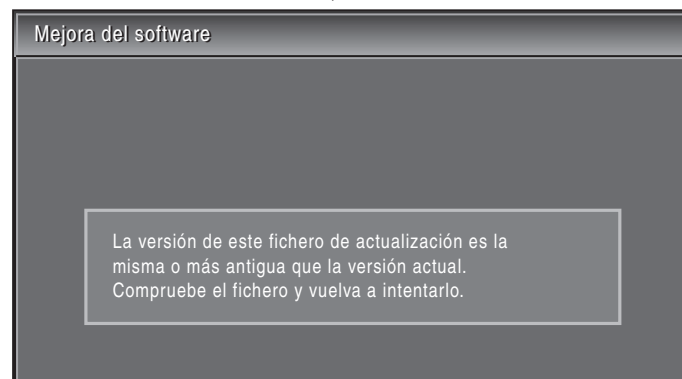 Mejora del software
La versión de este fichero de actualización es la
misma o más antigua que la versión actual.
Compruebe el fichero y vuelva a intentarlo.